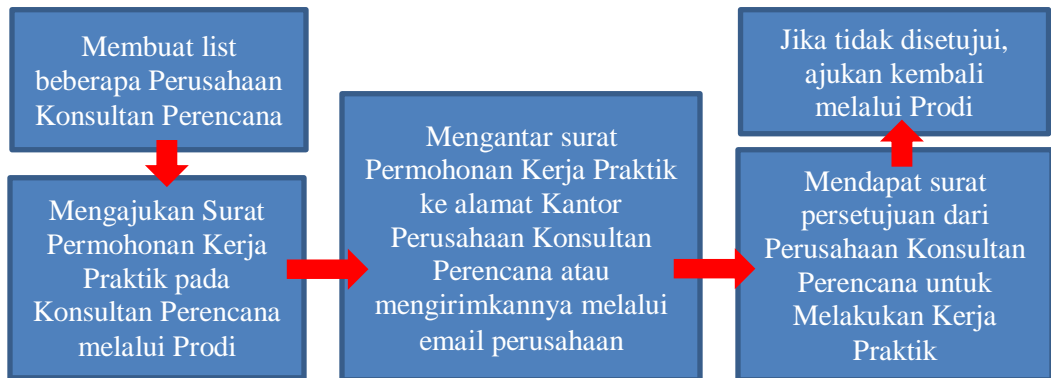 Membuat list
beberapa Perusahaan
Konsultan Perencana
Mengajukan Surat
Permohonan Kerja
Praktik pada
Konsultan Perencana
melalui Prodi
Mengantar surat
Permohonan Kerja Praktik
ke alamat Kantor
Perusahaan Konsultan
Perencana atau
mengirimkannya melalui
email perusahaan
Mendapat surat
persetujuan dari
Perusahaan Konsultan
Perencana untuk
Melakukan Kerja
Praktik
Jika tidak disetujui,
ajukan kembali
melalui Prodi